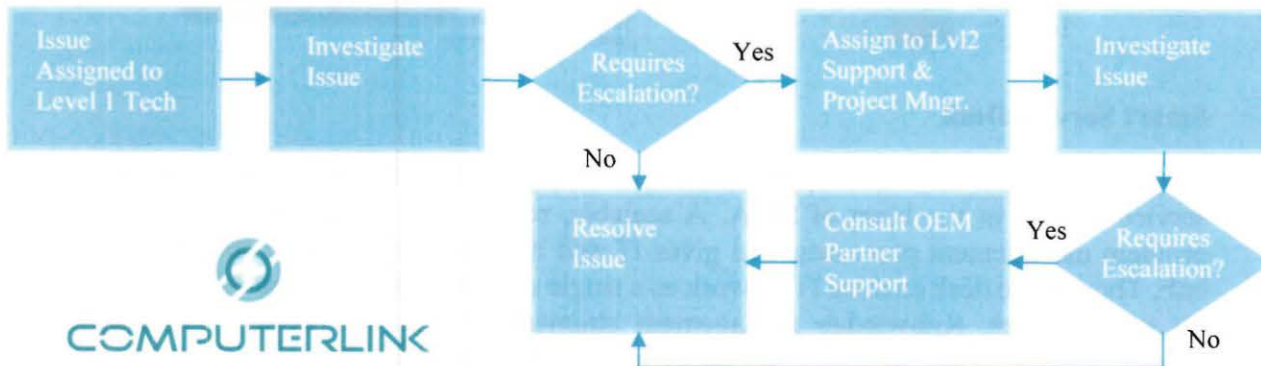 Issue
Assigned to
Level 1 Tech
Investigate
Issue
Requires
Escalation?
Yes
No
Assign to Lvl2
Support &
Project Mngr.
Investigate
Issue
Requires
Escalation?
Yes
No
Consult OEM
Partner
Support
Resolve
Issue
COMPUTERLINK